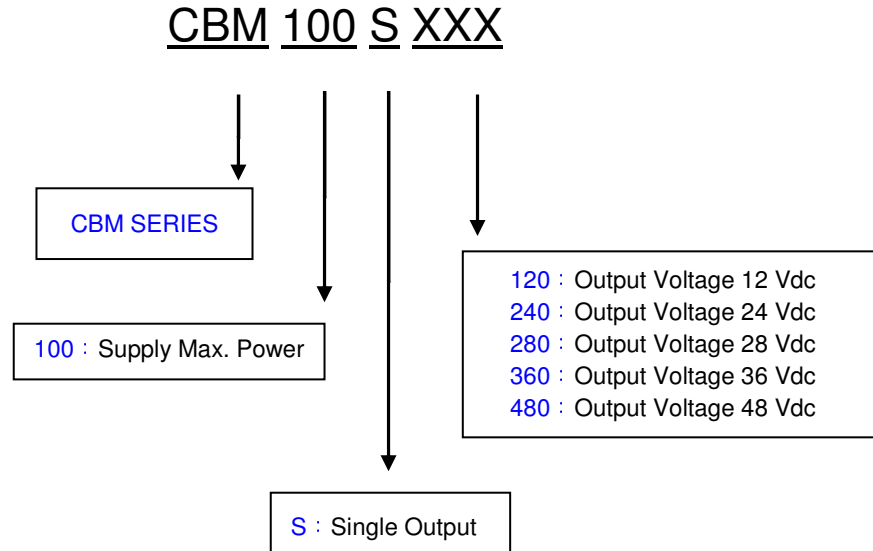 CBM 100 S XXX
CBM SERIES
100：Supply Max. Power
120：Output Voltage 12 Vdc
240：Output Voltage 24 Vdc
280：Output Voltage 28 Vdc
360：Output Voltage 36 Vdc
480：Output Voltage 48 Vdc
S：Single Output